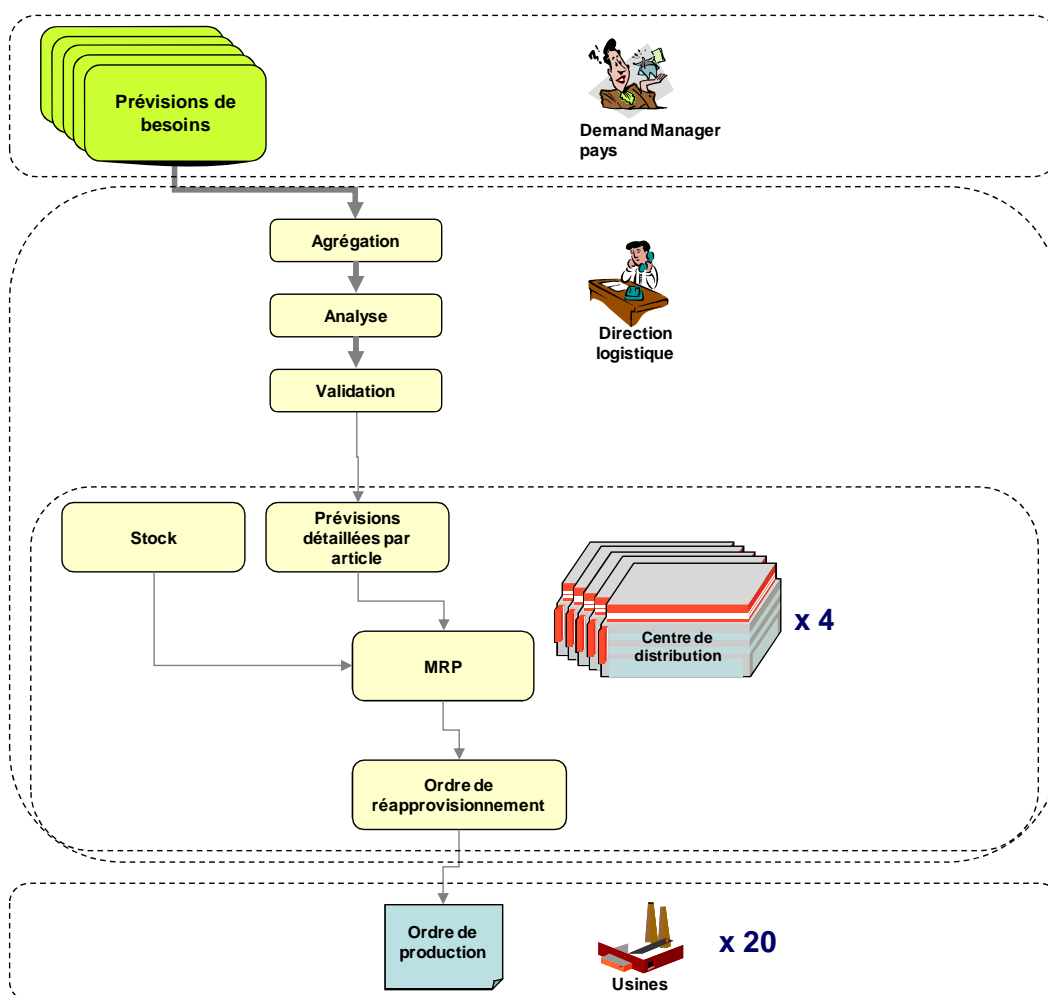 Prévisions de
besoins
Demand Manager
pays
Agrégation
Direction
logistique
Analyse
Validation
Stock
Prévisions
détaillées par
article
Centre de
distribution
x 4
MRP
Ordre de
réapprovisionnement
Ordre de
production
Usines
x 20